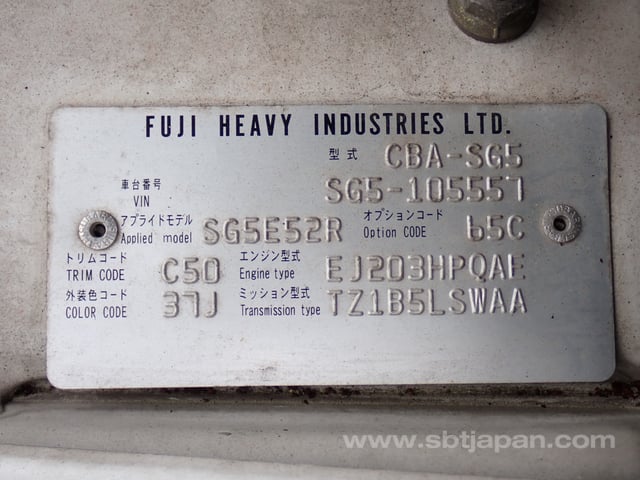 FUJI HEAVY INDUSTRIES LTD.
型式 CBA-SG5
車台番号 VIN SG5-105557
アプライドモデル Applied model SG5E52R オプションコード Option CODE 65C
トリムコード TRIM CODE C50 エンジン型式 Engine type EJ203HPQAE
外装色コード COLOR CODE 37J ミッション型式 Transmission type TZ1B5LSWAA
www.sbtjapan.com